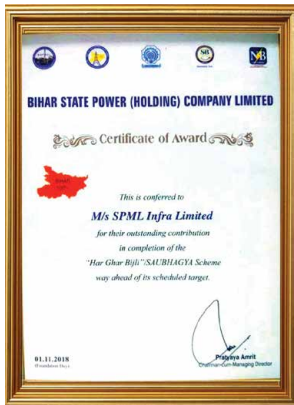 BIHAR STATE POWER (HOLDING) COMPANY LIMITED
Certificate of Award
This is conferred to
M/s SPML Infra Limited
for their outstanding contribution
in completion of the
"Har Ghar Bijli"/SAUBHAGYA Scheme
way ahead of its scheduled target.
01.11.2018
(Foundation Day)
Pratyaya Amrit
Chairman-cum-Managing Director